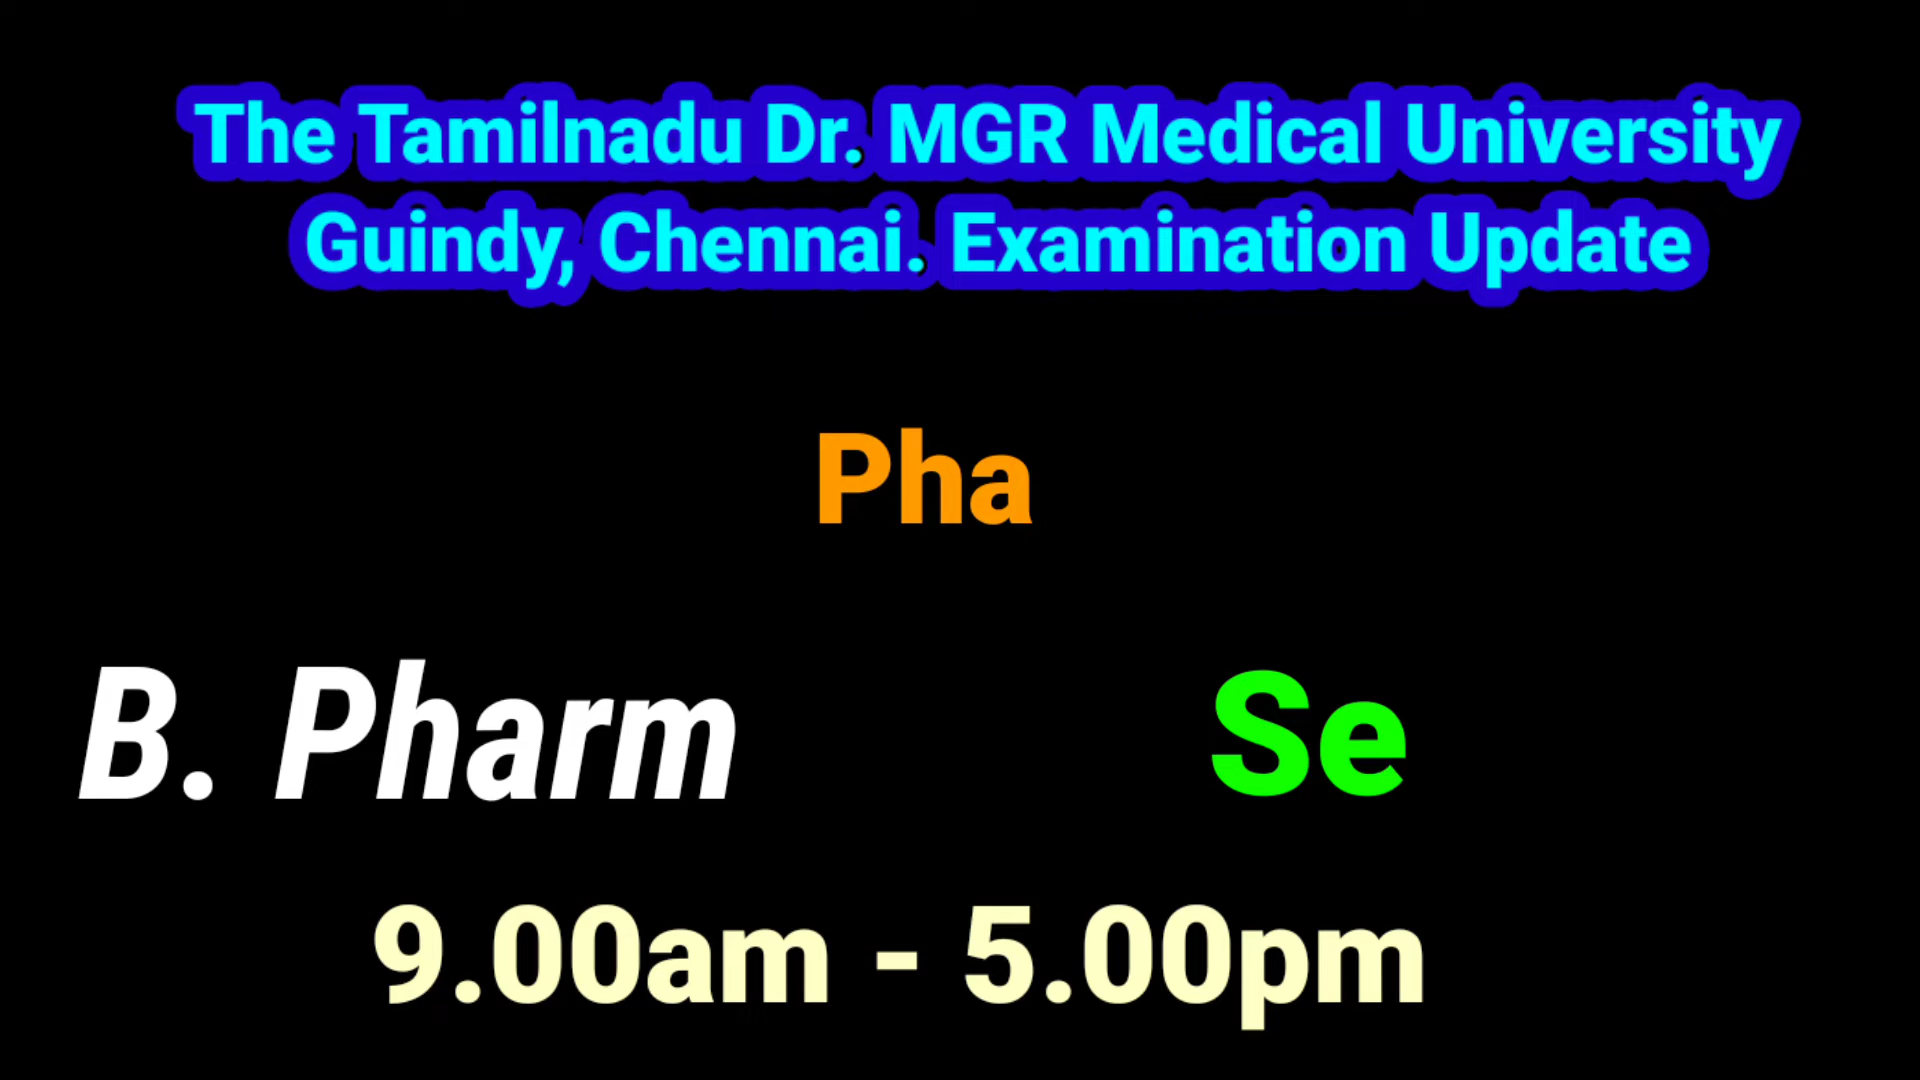 The Tamilnadu Dr. MGR Medical University
Guindy, Chennai. Examination Update
Pha
B. Pharm Se
9.00am - 5.00pm